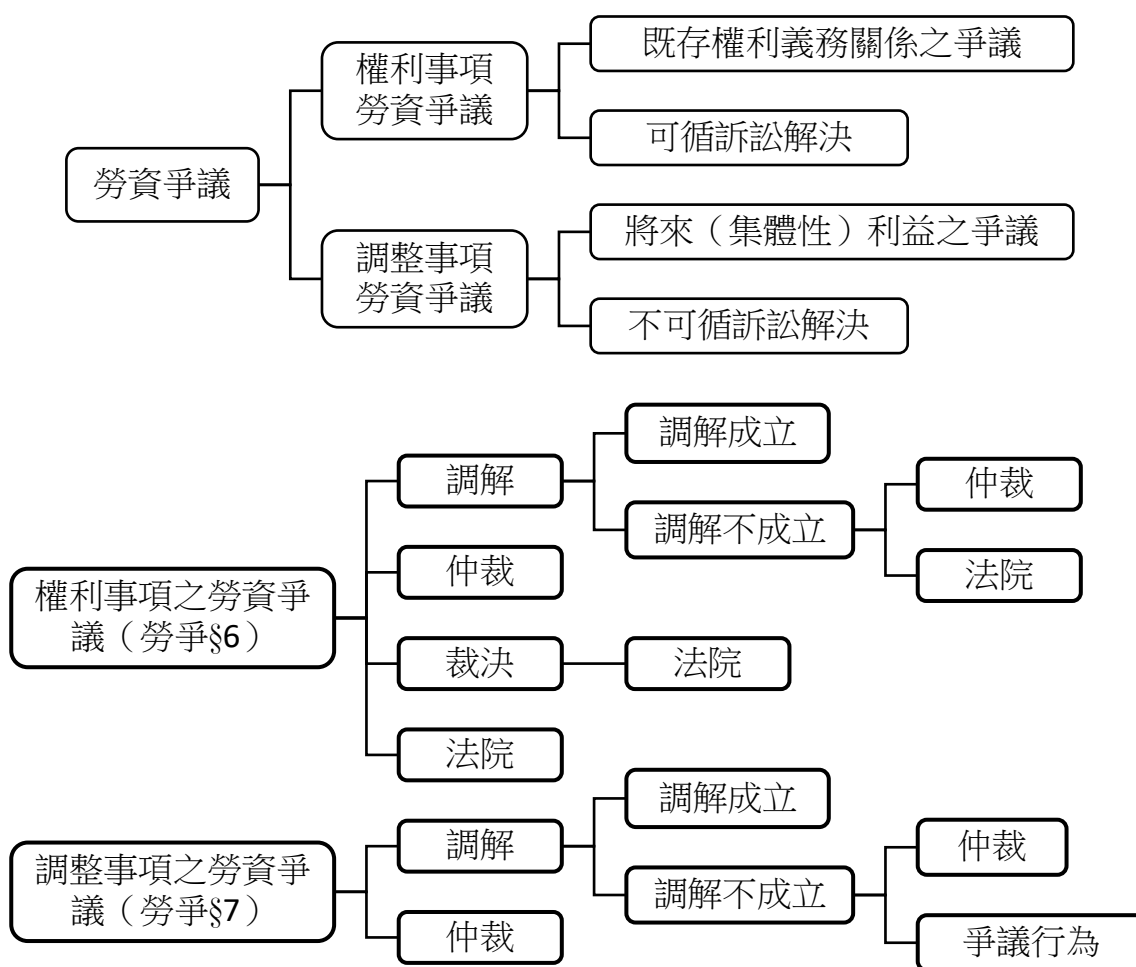 既存權利義務關係之爭議
權利事項
勞資爭議
可循訴訟解決
勞資爭議
將來（集體性）利益之爭議
調整事項
勞資爭議
不可循訴訟解決
調解成立
調解
仲裁
調解不成立
仲裁
法院
權利事項之勞資爭
議（勞爭§6）
裁決
法院
法院
調解成立
調解
仲裁
調整事項之勞資爭
議（勞爭§7）
調解不成立
仲裁
爭議行為